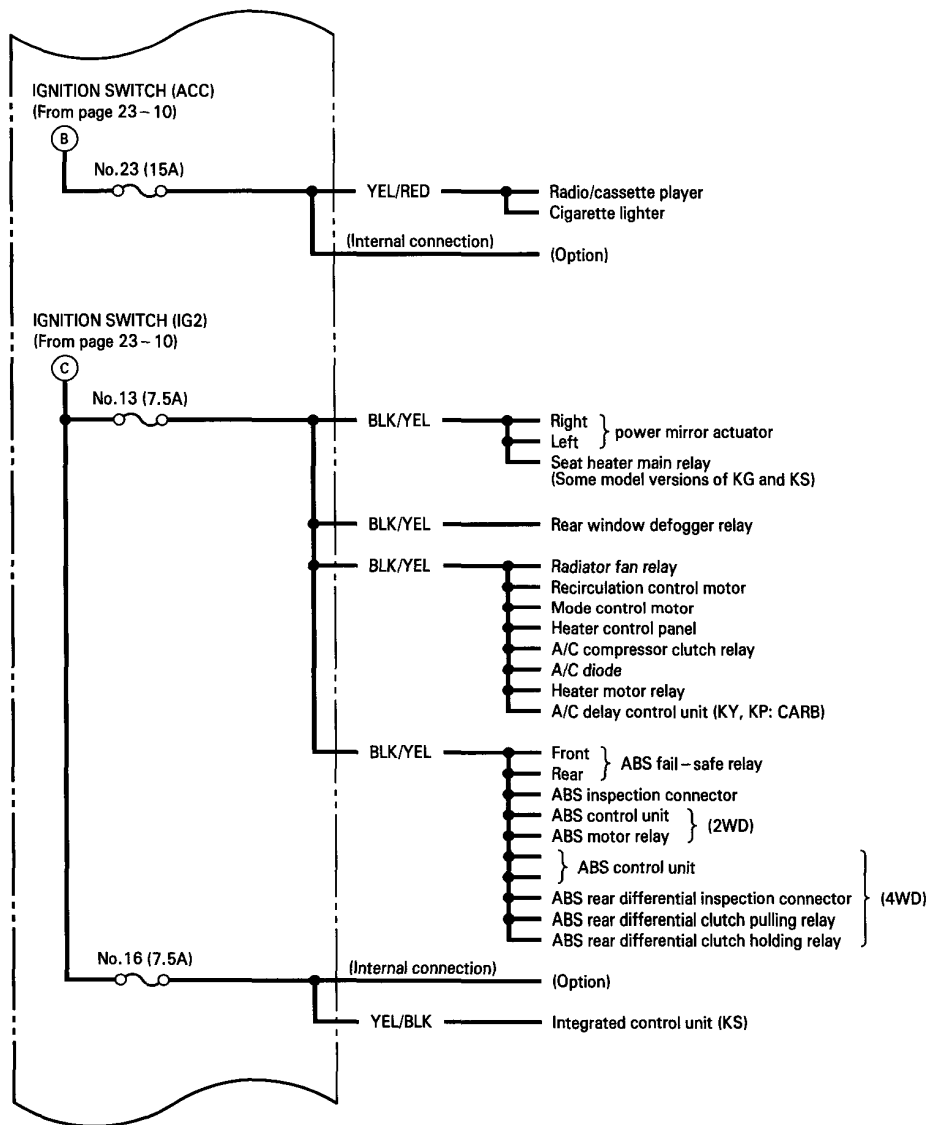 IGNITION SWITCH (ACC)
(From page 23–10)
B
No.23 (15A)
YEL/RED
Radio/cassette player
Cigarette lighter
(Internal connection)
(Option)
IGNITION SWITCH (IG2)
(From page 23–10)
C
No.13 (7.5A)
BLK/YEL
Right
Left
power mirror actuator
Seat heater main relay
(Some model versions of KG and KS)
BLK/YEL
Rear window defogger relay
BLK/YEL
Radiator fan relay
Recirculation control motor
Mode control motor
Heater control panel
A/C compressor clutch relay
A/C diode
Heater motor relay
A/C delay control unit (KY, KP: CARB)
BLK/YEL
Front
Rear
ABS fail–safe relay
ABS inspection connector
ABS control unit
ABS motor relay
(2WD)
ABS control unit
ABS rear differential inspection connector
ABS rear differential clutch pulling relay
ABS rear differential clutch holding relay
(4WD)
No.16 (7.5A)
(Internal connection)
(Option)
YEL/BLK
Integrated control unit (KS)